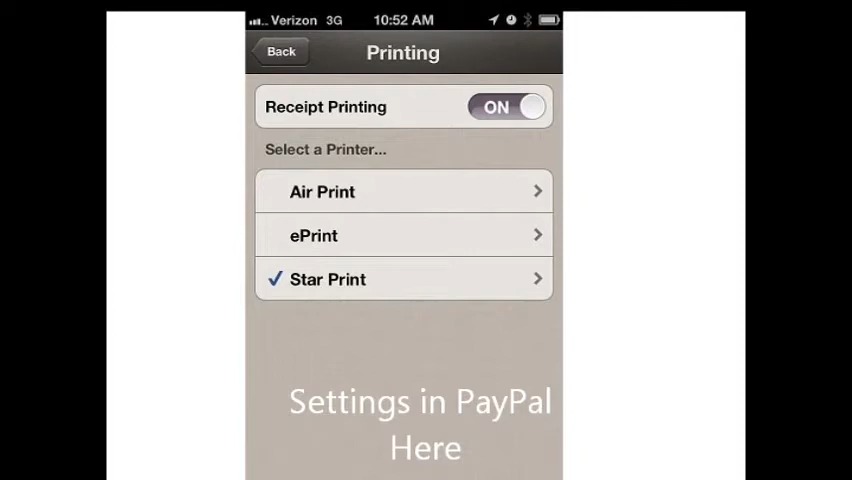 Verizon 3G 10:52 AM
Back Printing
Receipt Printing ON
Select a Printer...
Air Print
ePrint
Star Print
Settings in PayPal
Here